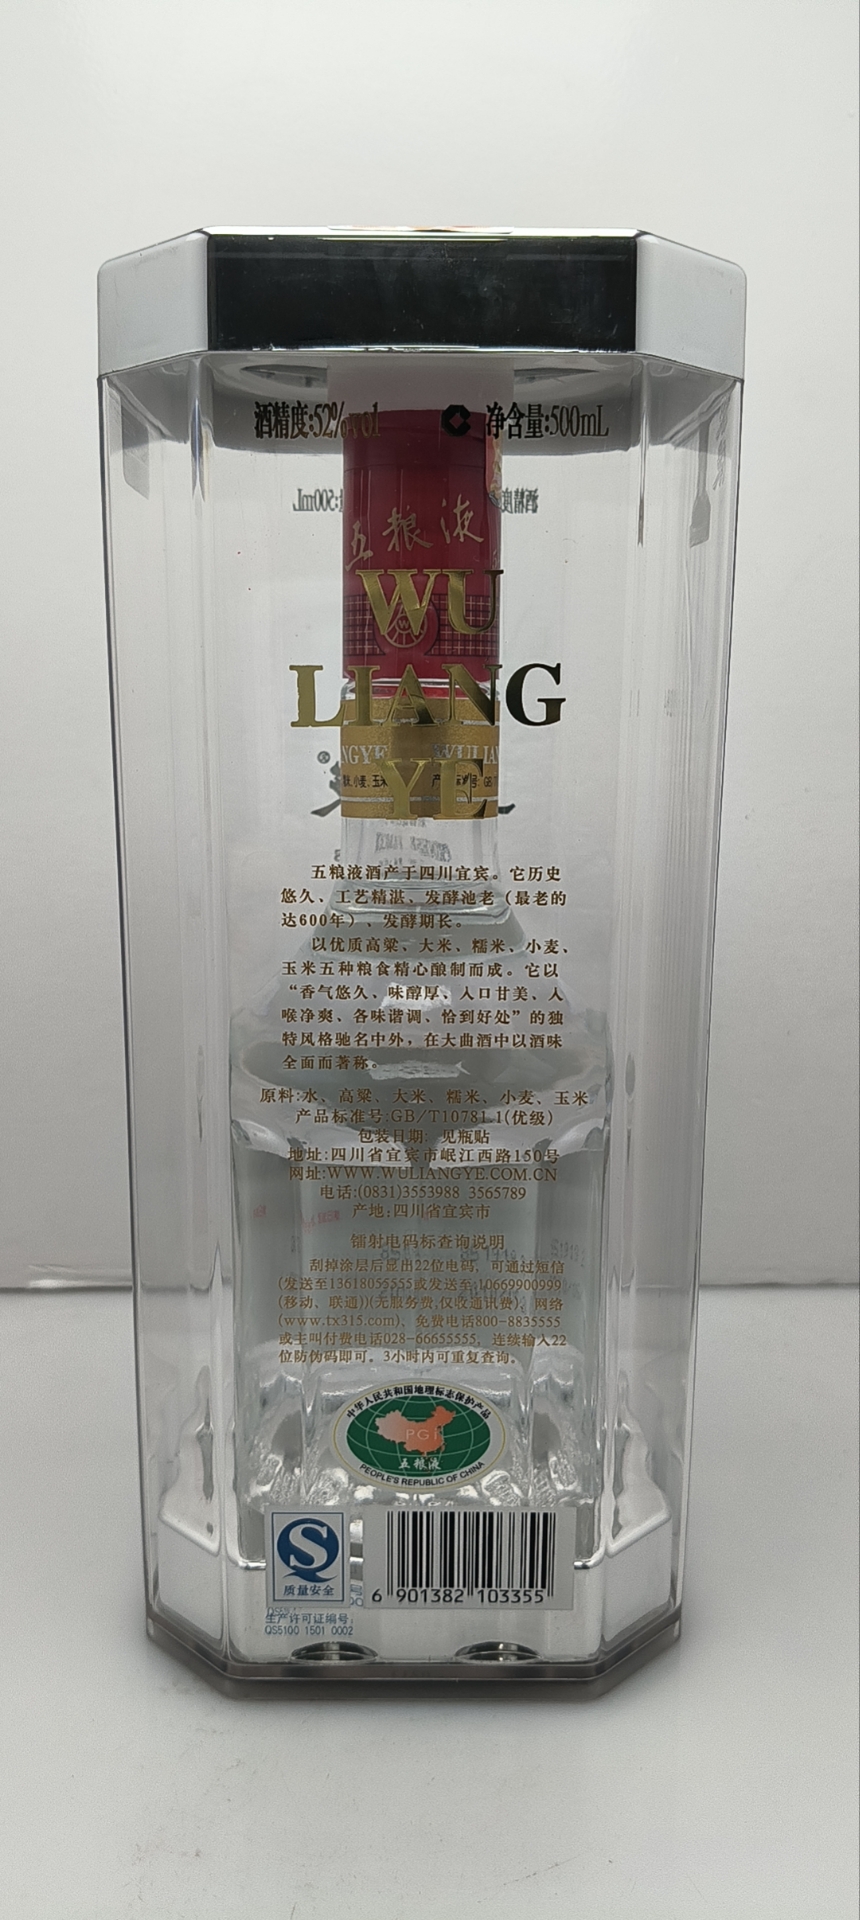 酒精度:52%vol 净含量:500mL
五粮液
WU
LIANG
YE
五粮液酒产于四川宜宾。它历史
悠久、工艺精湛、发酵池老（最老的
达600年）、发酵期长。
以优质高粱、大米、糯米、小麦、
玉米五种粮食精心酿制而成。它以
“香气悠久、味醇厚、入口甘美、入
喉净爽、各味谐调、恰到好处”的独
特风格驰名中外，在大曲酒中以酒味
全面而著称。
原料:水、高粱、大米、糯米、小麦、玉米
产品标准号:GB/T10781.1(优级)
包装日期: 见瓶贴
地址:四川省宜宾市岷江西路150号
网址:WWW.WULIANGYE.COM.CN
电话:(0831)3553988 3565789
产地:四川省宜宾市
镭射电码标查询说明
刮掉涂层后显出22位电码，可通过短信
(发送至13618055555或发送至:10669900999
(移动、联通))(无服务费,仅收通讯费)、网络
(www.tx315.com)、免费电话800-8835555
或主叫付费电话028-66655555，连续输入22
位防伪码即可。3小时内可重复查询。
中华人民共和国地理标志保护产品
PGI
五粮液
PEOPLE'S REPUBLIC OF CHINA
质量安全
6 901382 103355
生产许可证编号:
QS5100 1501 0002